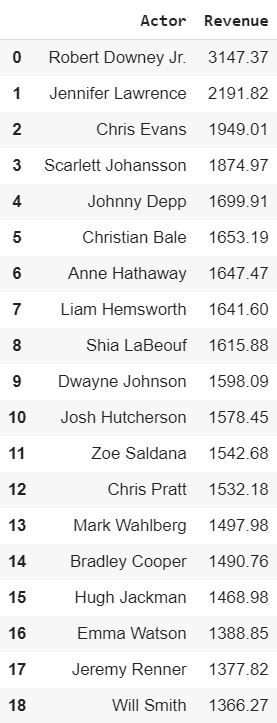 Actor Revenue
0 Robert Downey Jr. 3147.37
1 Jennifer Lawrence 2191.82
2 Chris Evans 1949.01
3 Scarlett Johansson 1874.97
4 Johnny Depp 1699.91
5 Christian Bale 1653.19
6 Anne Hathaway 1647.47
7 Liam Hemsworth 1641.60
8 Shia LaBeouf 1615.88
9 Dwayne Johnson 1598.09
10 Josh Hutcherson 1578.45
11 Zoe Saldana 1542.68
12 Chris Pratt 1532.18
13 Mark Wahlberg 1497.98
14 Bradley Cooper 1490.76
15 Hugh Jackman 1468.98
16 Emma Watson 1388.85
17 Jeremy Renner 1377.82
18 Will Smith 1366.27